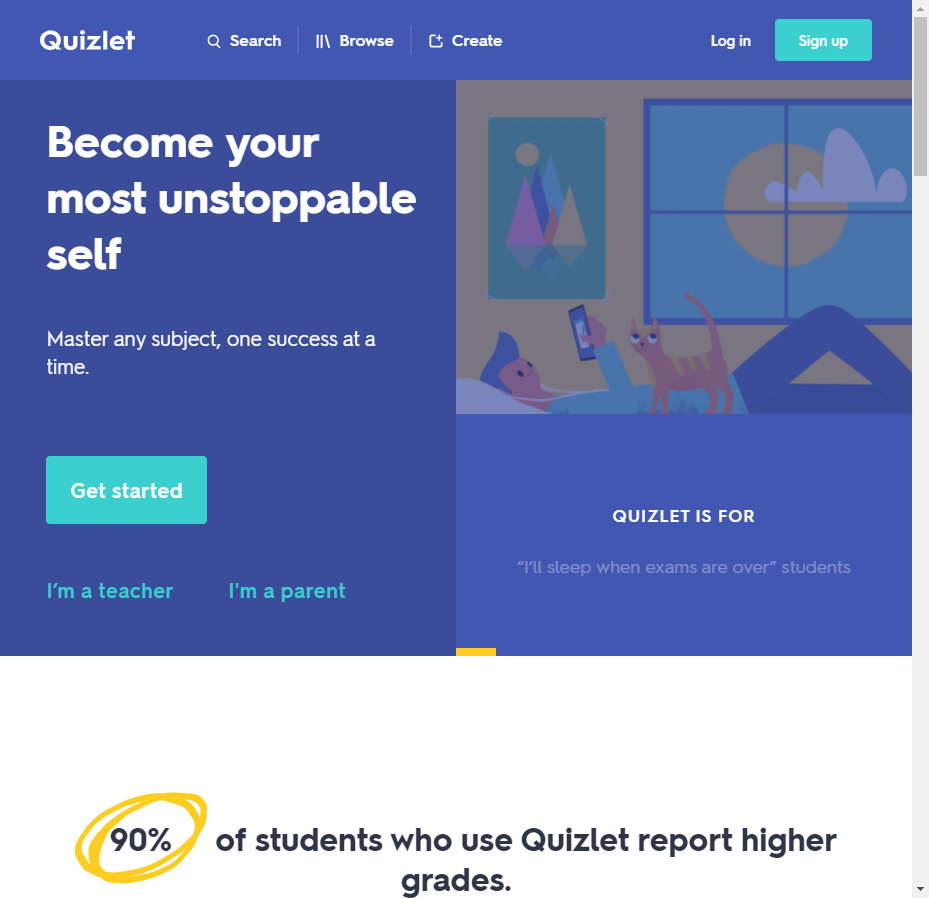 Quizlet
Search
Browse
Create
Log in
Sign up
Become your
most unstoppable
self
Master any subject, one success at a
time.
Get started
I’m a teacher
I'm a parent
QUIZLET IS FOR
“I’ll sleep when exams are over” students
90% of students who use Quizlet report higher
grades.